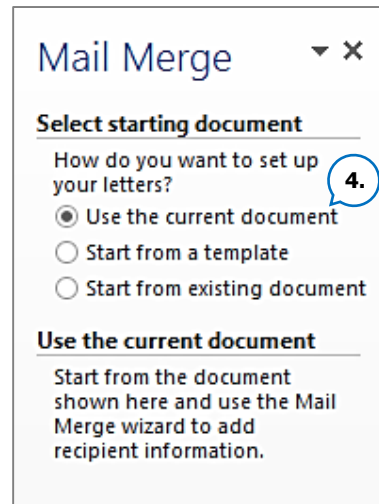 Mail Merge
Select starting document
How do you want to set up
your letters?
4.
Use the current document
Start from a template
Start from existing document
Use the current document
Start from the document
shown here and use the Mail
Merge wizard to add
recipient information.